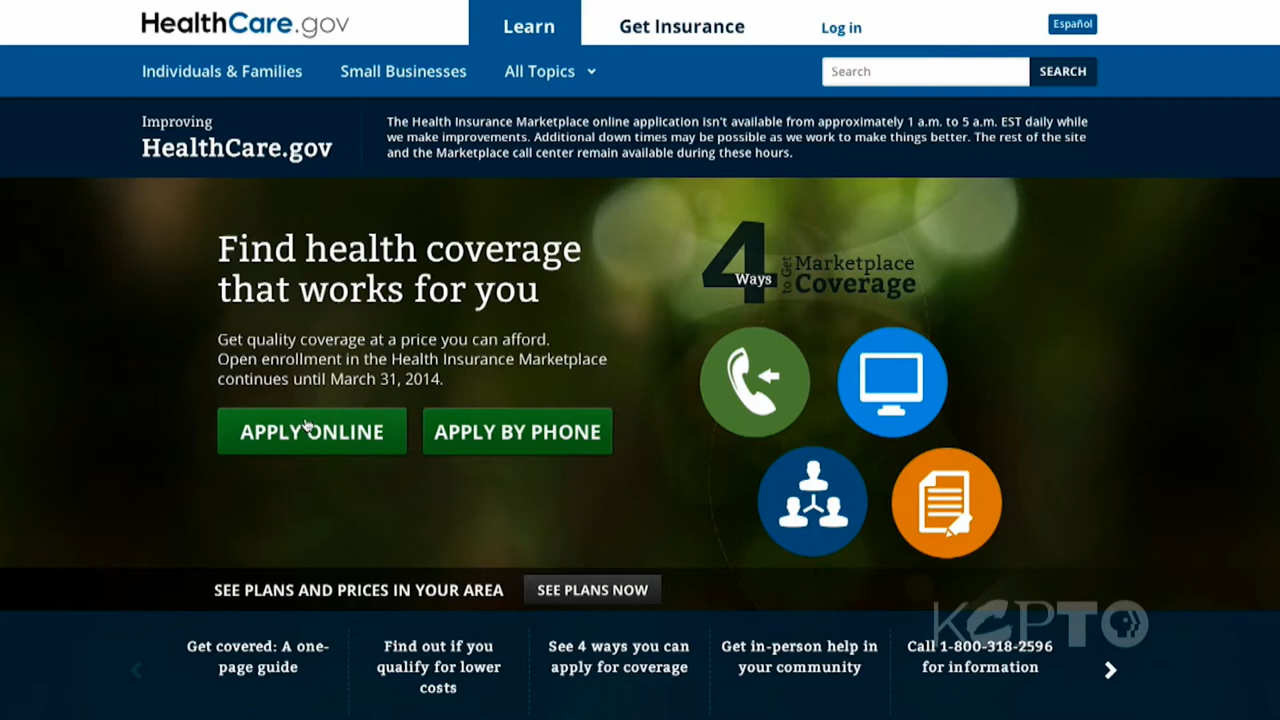 HealthCare.gov
Learn
Get Insurance
Log in
Español
Individuals & Families
Small Businesses
All Topics
Search
SEARCH
Improving
HealthCare.gov
The Health Insurance Marketplace online application isn't available from approximately 1 a.m. to 5 a.m. EST daily while
we make improvements. Additional down times may be possible as we work to make things better. The rest of the site
and the Marketplace call center remain available during these hours.
Find health coverage
that works for you
Get quality coverage at a price you can afford.
Open enrollment in the Health Insurance Marketplace
continues until March 31, 2014.
APPLY ONLINE
APPLY BY PHONE
4 Ways to Get Marketplace
Coverage
SEE PLANS AND PRICES IN YOUR AREA
SEE PLANS NOW
Get covered: A one-
page guide
Find out if you
qualify for lower
costs
See 4 ways you can
apply for coverage
Get in-person help in
your community
Call 1-800-318-2596
for information
KCPT